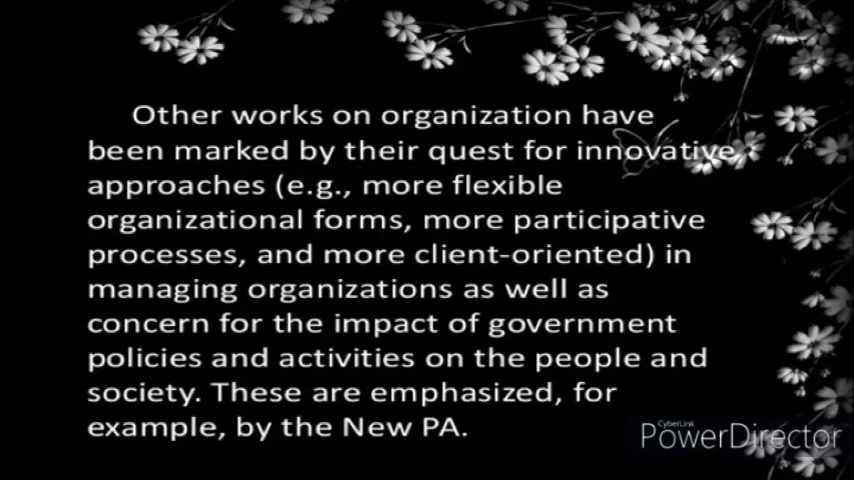 Other works on organization have
been marked by their quest for innovative
approaches (e.g., more flexible
organizational forms, more participative
processes, and more client-oriented) in
managing organizations as well as
concern for the impact of government
policies and activities on the people and
society. These are emphasized, for
example, by the New PA.
CyberLink
PowerDirector